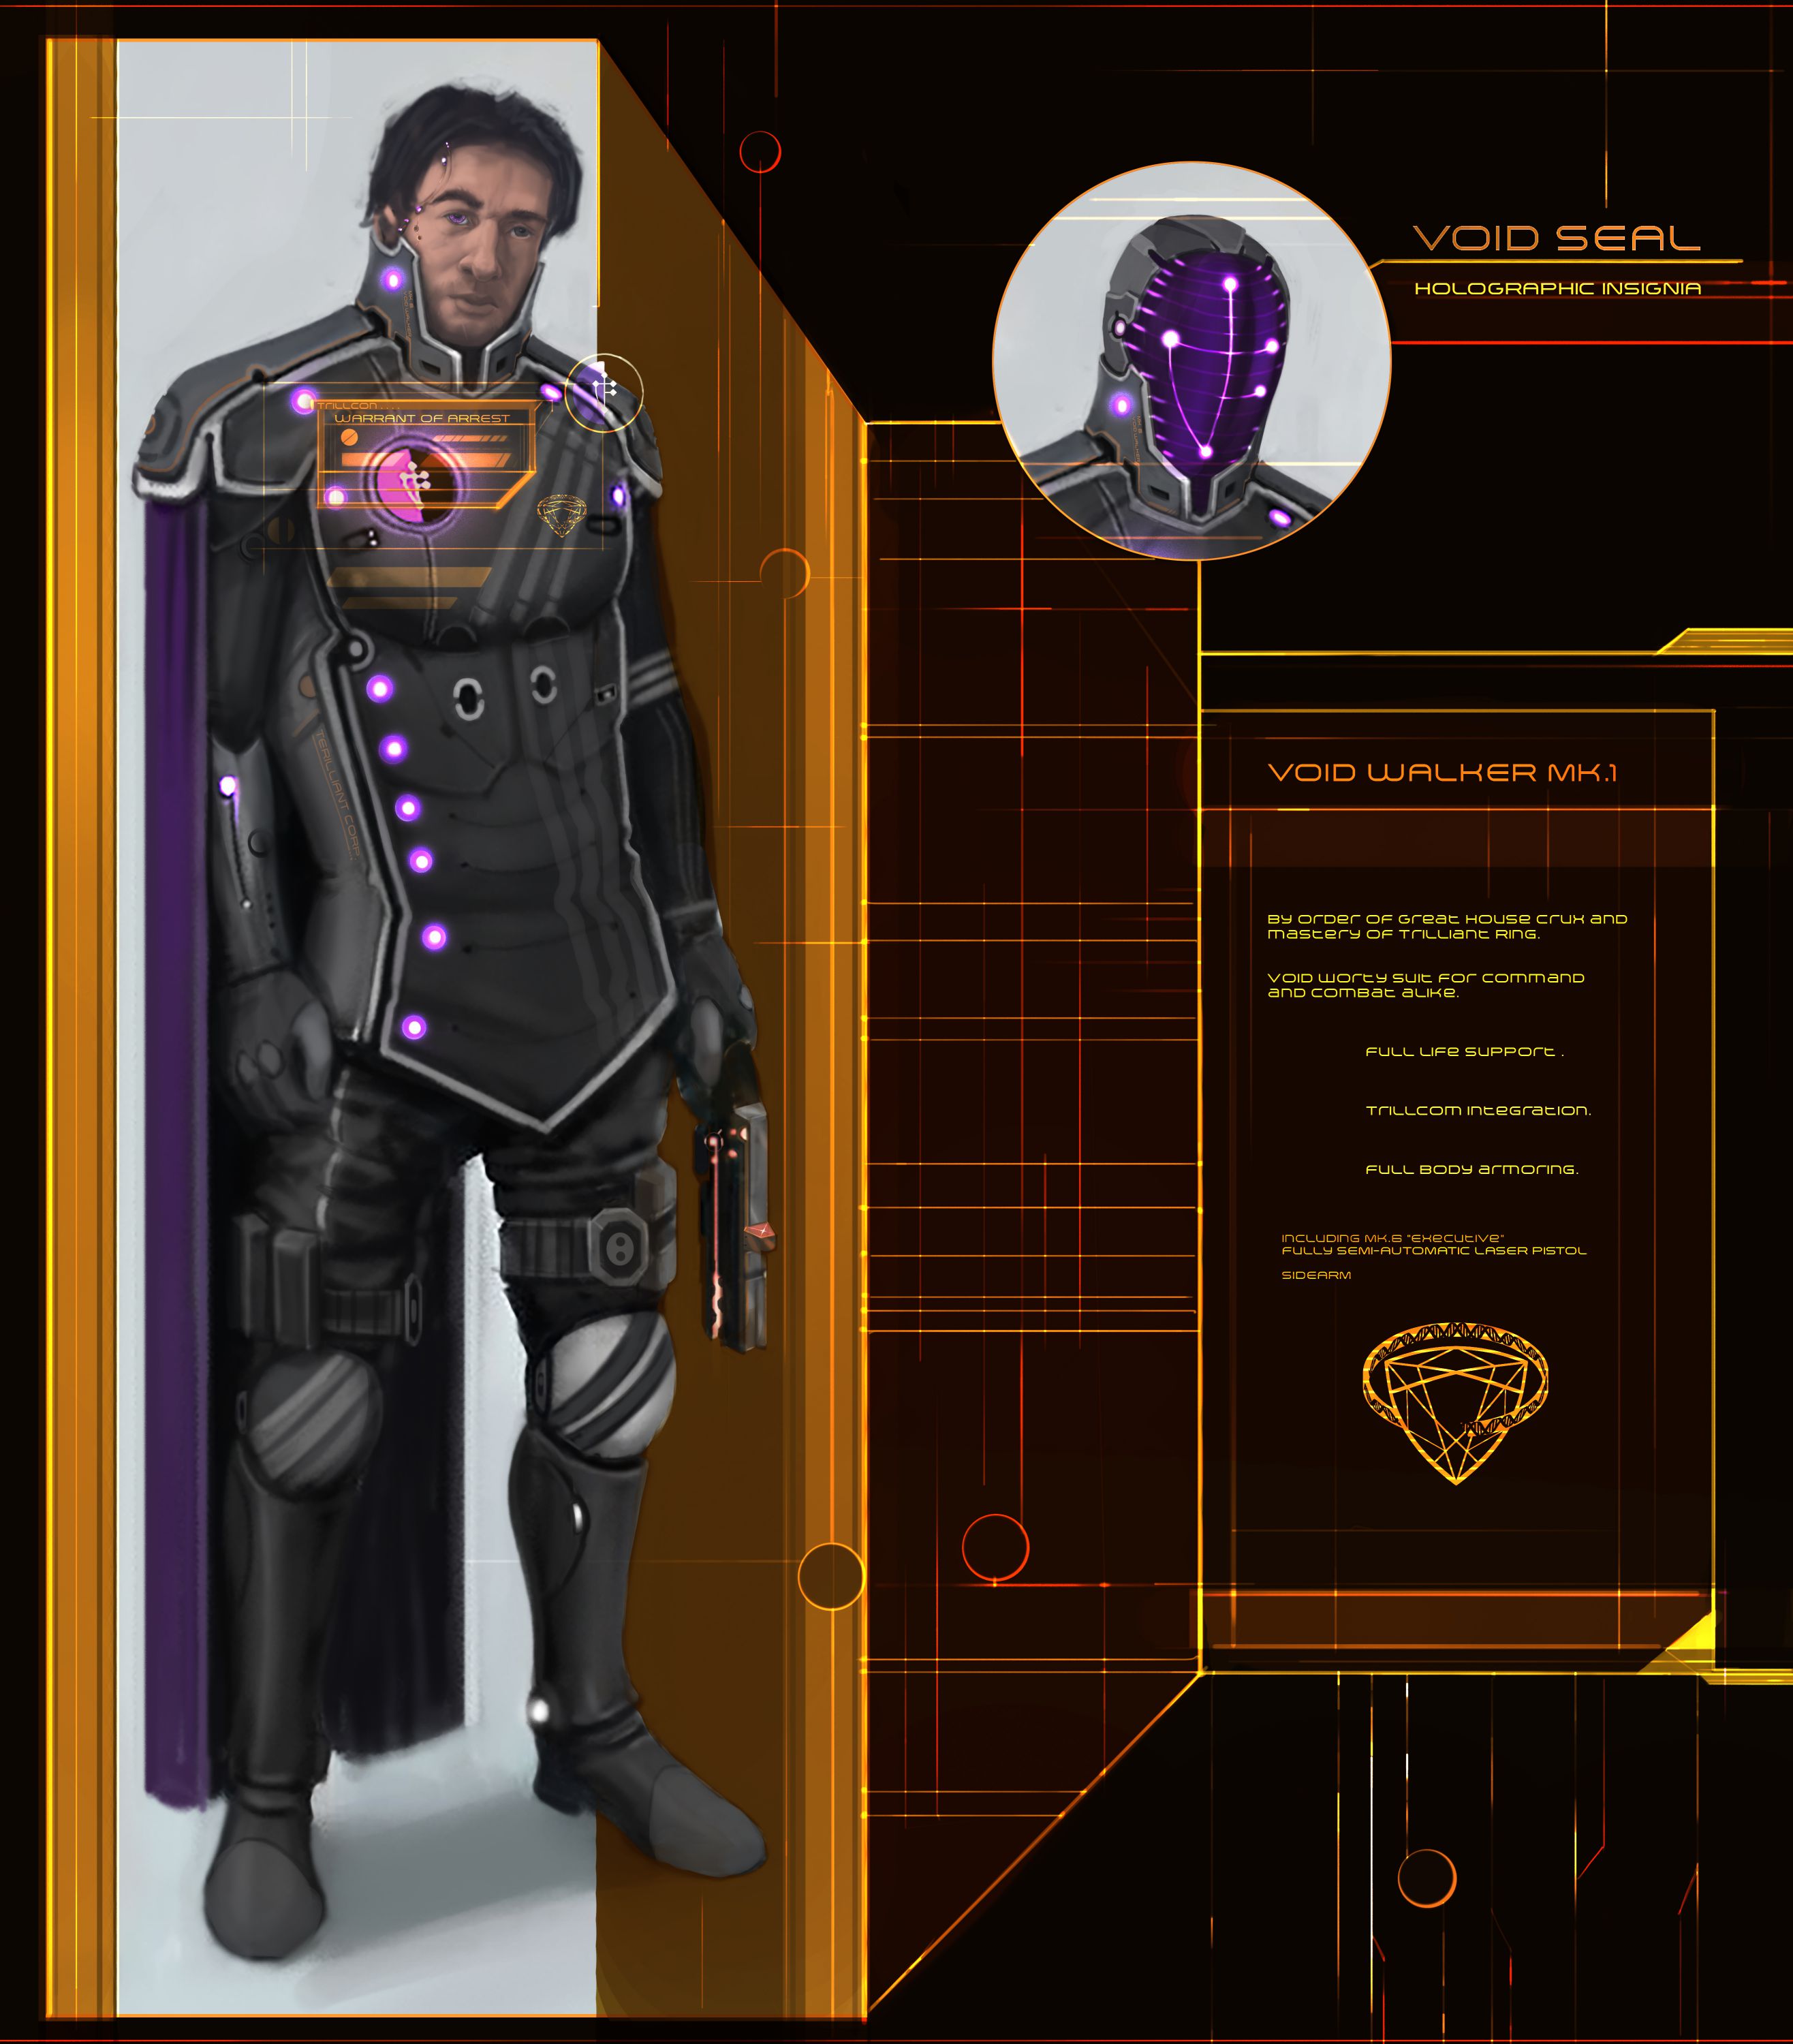 VOID SEAL
HOLOGRAPHIC INSIGNIA
TRILLCON
WARRANT OF ARREST
TERILLIANT CORP.
VOID WALKER MK.1
By Order Of Great House Crux And
Mastery Of Trilliant Ring.
Void Worty Suit For Command
And Combat Alike.
Full Life Support .
Trillcom Integration.
Full Body Armoring.
INCLUDING MK.6 "EXECUTIVE"
FULLY SEMI-AUTOMATIC LASER PISTOL
SIDEARM